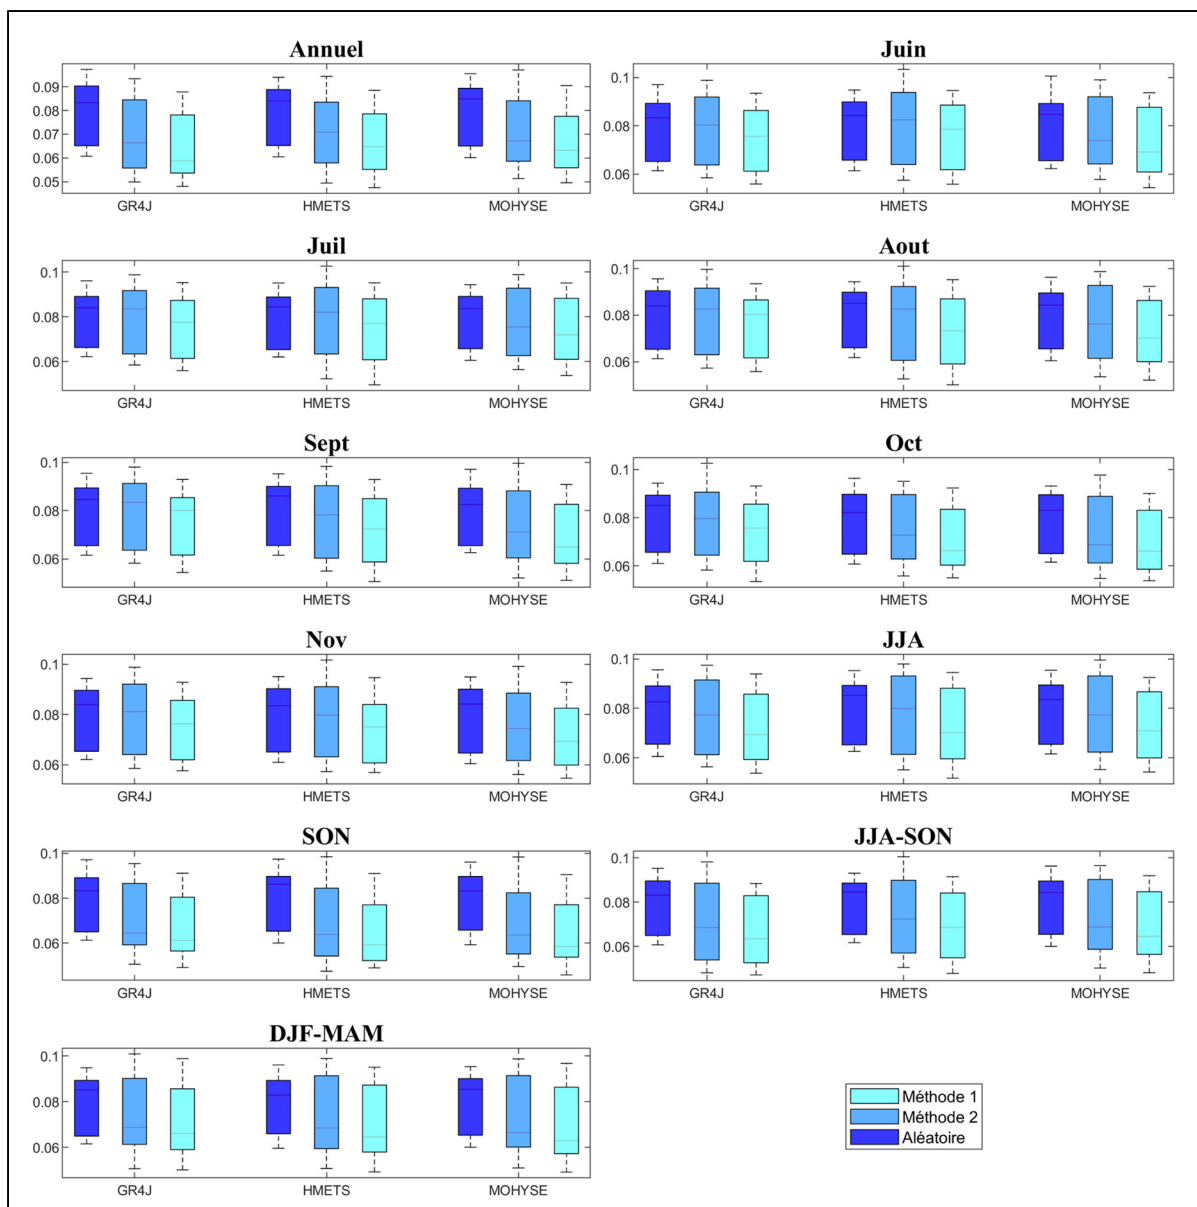 Annuel
0.09
0.08
0.07
0.06
0.05
GR4J HMETS MOHYSE
Juin
0.1
0.08
0.06
GR4J HMETS MOHYSE
Juil
0.1
0.08
0.06
GR4J HMETS MOHYSE
Aout
0.1
0.08
0.06
GR4J HMETS MOHYSE
Sept
0.1
0.08
0.06
GR4J HMETS MOHYSE
Oct
0.1
0.08
0.06
GR4J HMETS MOHYSE
Nov
0.1
0.08
0.06
GR4J HMETS MOHYSE
JJA
0.1
0.08
0.06
GR4J HMETS MOHYSE
SON
0.1
0.08
0.06
GR4J HMETS MOHYSE
JJA-SON
0.1
0.08
0.06
GR4J HMETS MOHYSE
DJF-MAM
0.1
0.08
0.06
GR4J HMETS MOHYSE
Méthode 1
Méthode 2
Aléatoire